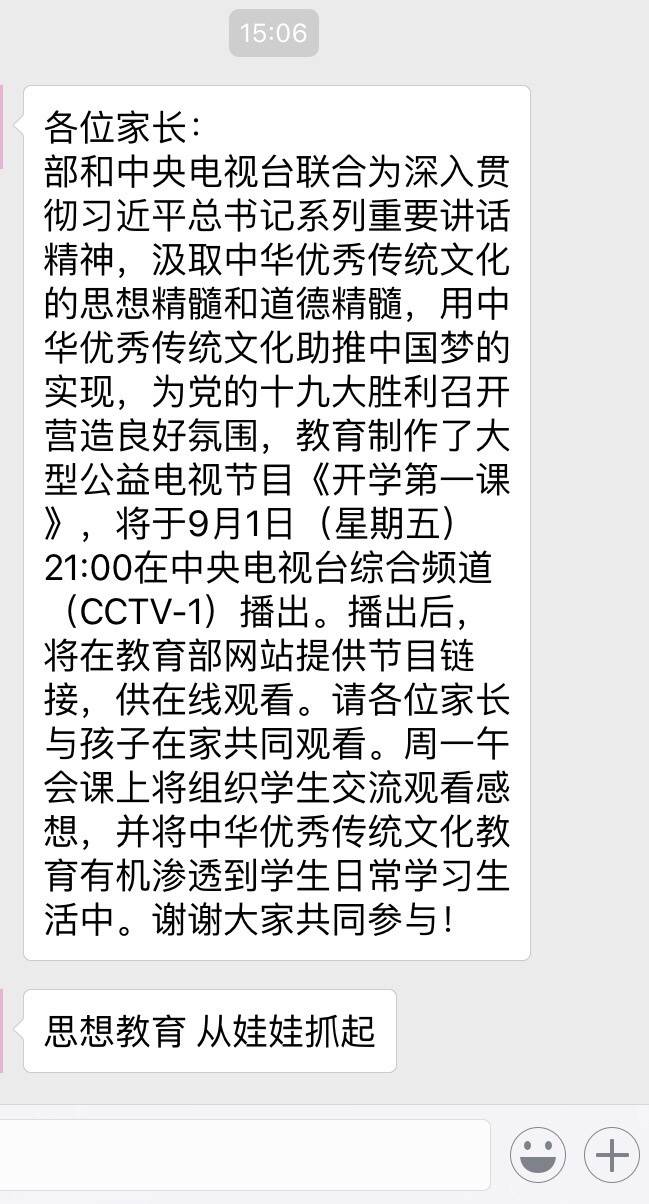 15:06
各位家长：
部和中央电视台联合为深入贯
彻习近平总书记系列重要讲话
精神，汲取中华优秀传统文化
的思想精髓和道德精髓，用中
华优秀传统文化助推中国梦的
实现，为党的十九大胜利召开
营造良好氛围，教育制作了大
型公益电视节目《开学第一课
》，将于9月1日（星期五）
21:00在中央电视台综合频道
（CCTV-1）播出。播出后，
将在教育部网站提供节目链
接，供在线观看。请各位家长
与孩子在家共同观看。周一午
会课上将组织学生交流观看感
想，并将中华优秀传统文化教
育有机渗透到学生日常学习生
活中。谢谢大家共同参与！
思想教育 从娃娃抓起